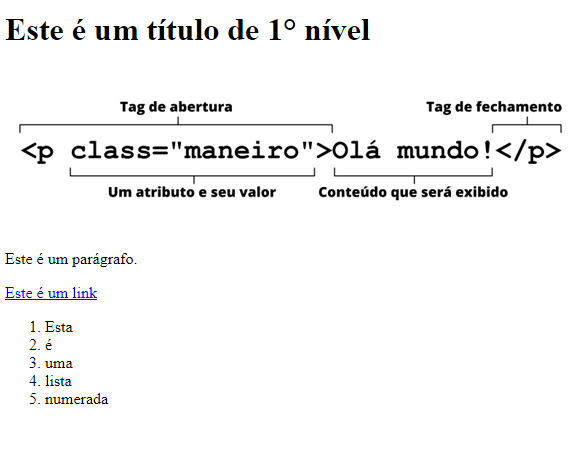 Este é um título de 1° nível
Tag de abertura Tag de fechamento
<p class="maneiro">Olá mundo!</p>
Um atributo e seu valor Conteúdo que será exibido
Este é um parágrafo.
Este é um link
1. Esta
2. é
3. uma
4. lista
5. numerada